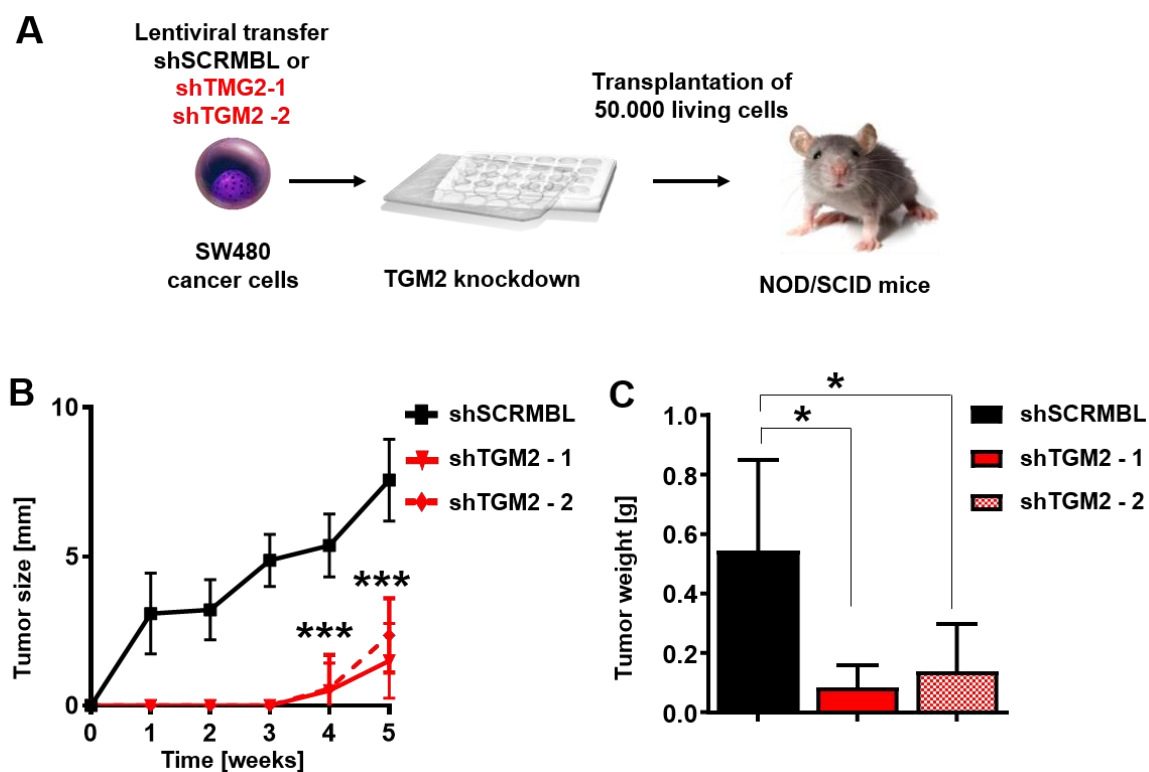 A
Lentiviral transfer
shSCRMBL or
shTMG2-1
shTGM2 -2
SW480
cancer cells
TGM2 knockdown
Transplantation of
50.000 living cells
NOD/SCID mice
B
Tumor size [mm]
10
5
0
0 1 2 3 4 5
Time [weeks]
***
***
shSCRMBL
shTGM2 - 1
shTGM2 - 2
C
Tumor weight [g]
1.0
0.8
0.6
0.4
0.2
0.0
*
*
shSCRMBL
shTGM2 - 1
shTGM2 - 2